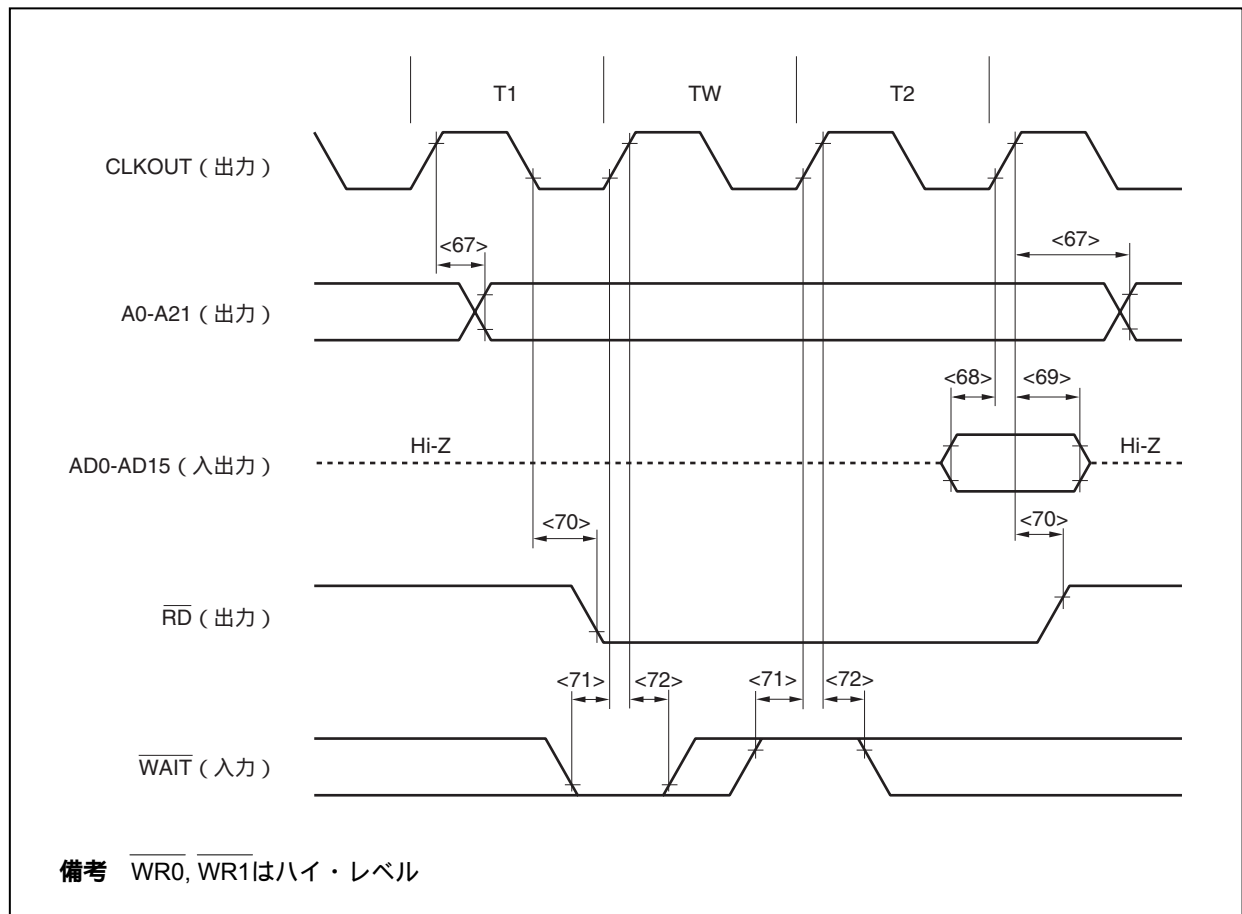 T1 TW T2
CLKOUT（出力）
<67> <67>
A0-A21（出力）
<68> <69>
Hi-Z Hi-Z
AD0-AD15（入出力）
<70> <70>
RD（出力）
<71> <72> <71> <72>
WAIT（入力）
備考 WR0, WR1はハイ・レベル